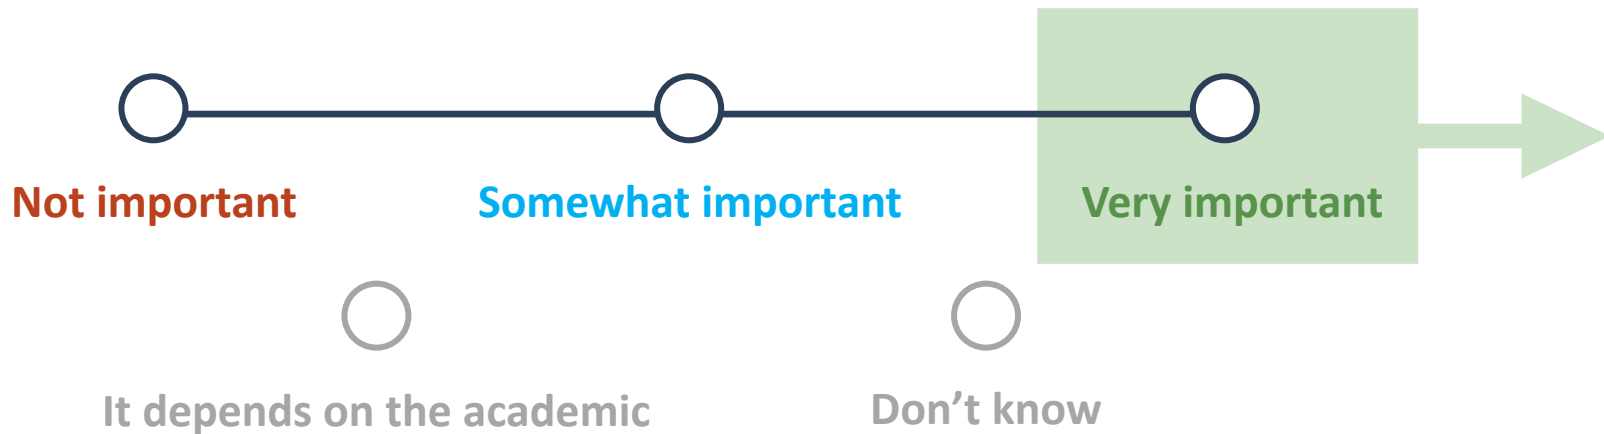 Not important
Somewhat important
Very important
It depends on the academic
Don’t know